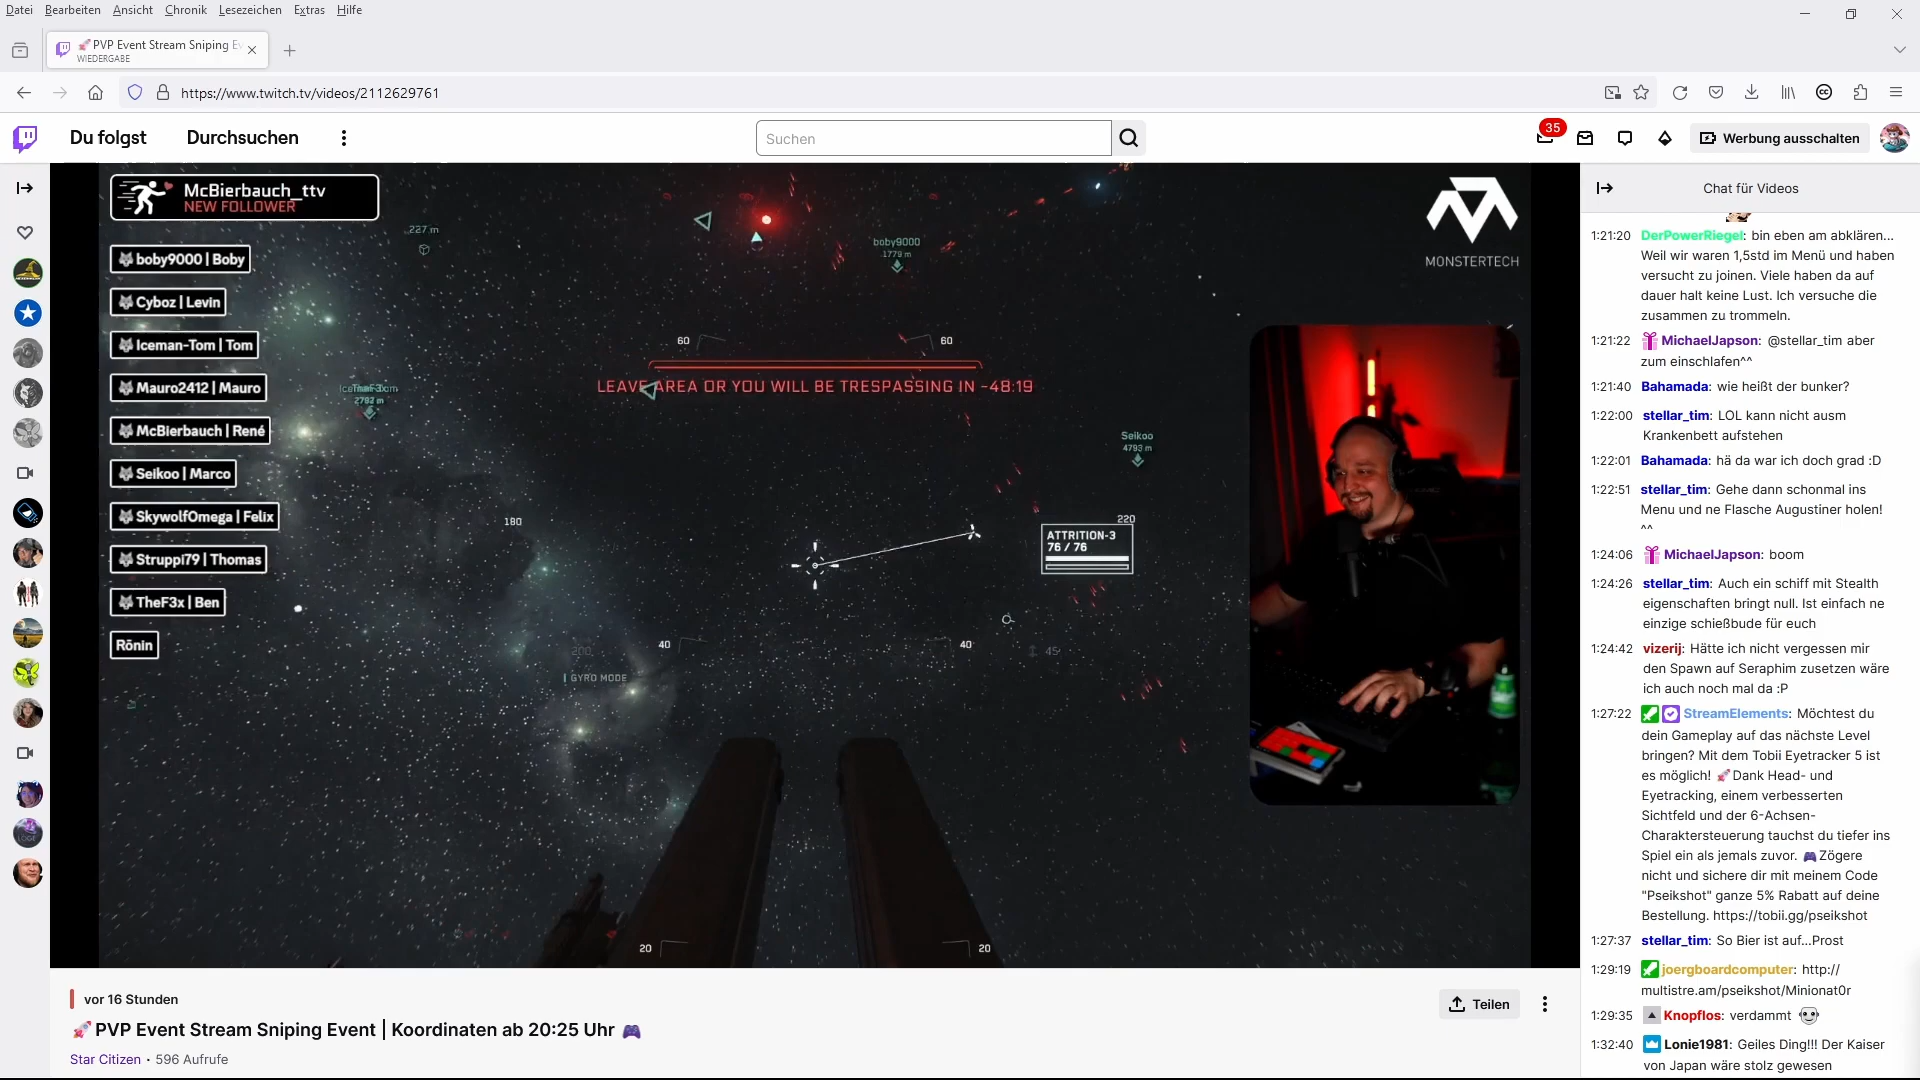 Datei Bearbeiten Ansicht Chronik Lesezeichen Extras Hilfe
PVP Event Stream Sniping Ev
WIEDERGABE
https://www.twitch.tv/videos/2112629761
Du folgst Durchsuchen
Suchen
35
Werbung ausschalten
McBierbauch_ttv
NEW FOLLOWER
boby9000 | Boby
Cyboz | Levin
Iceman-Tom | Tom
Mauro2412 | Mauro
McBierbauch | René
Seikoo | Marco
SkywolfOmega | Felix
Struppi79 | Thomas
TheF3x | Ben
Rōnin
227 m
boby9000
1779 m
MONSTERTECH
60 60
LEAVE AREA OR YOU WILL BE TRESPASSING IN -48:19
2792 m
Seikoo
4793 m
180
220
ATTRITION-3
76 / 76
40 40
200
45
GYRO MODE
20 20
vor 16 Stunden
Teilen
PVP Event Stream Sniping Event | Koordinaten ab 20:25 Uhr
Star Citizen • 596 Aufrufe
Chat für Videos
1:21:20 DerPowerRiegel: bin eben am abklären...
Weil wir waren 1,5std im Menü und haben
versucht zu joinen. Viele haben da auf
dauer halt keine Lust. Ich versuche die
zusammen zu trommeln.
1:21:22 MichaelJapson: @stellar_tim aber
zum einschlafen^^
1:21:40 Bahamada: wie heißt der bunker?
1:22:00 stellar_tim: LOL kann nicht ausm
Krankenbett aufstehen
1:22:01 Bahamada: hä da war ich doch grad :D
1:22:51 stellar_tim: Gehe dann schonmal ins
Menu und ne Flasche Augustiner holen!
^^
1:24:06 MichaelJapson: boom
1:24:26 stellar_tim: Auch ein schiff mit Stealth
eigenschaften bringt null. Ist einfach ne
einzige schießbude für euch
1:24:42 vizerij: Hätte ich nicht vergessen mir
den Spawn auf Seraphim zusetzen wäre
ich auch noch mal da :P
1:27:22 StreamElements: Möchtest du
dein Gameplay auf das nächste Level
bringen? Mit dem Tobii Eyetracker 5 ist
es möglich! Dank Head- und
Eyetracking, einem verbesserten
Sichtfeld und der 6-Achsen-
Charaktersteuerung tauchst du tiefer ins
Spiel ein als jemals zuvor. Zögere
nicht und sichere dir mit meinem Code
"Pseikshot" ganze 5% Rabatt auf deine
Bestellung. https://tobii.gg/pseikshot
1:27:37 stellar_tim: So Bier ist auf...Prost
1:29:19 joergboardcomputer: http://
multistre.am/pseikshot/Minionat0r
1:29:35 Knopflos: verdammt
1:32:40 Lonie1981: Geiles Ding!!! Der Kaiser
von Japan wäre stolz gewesen